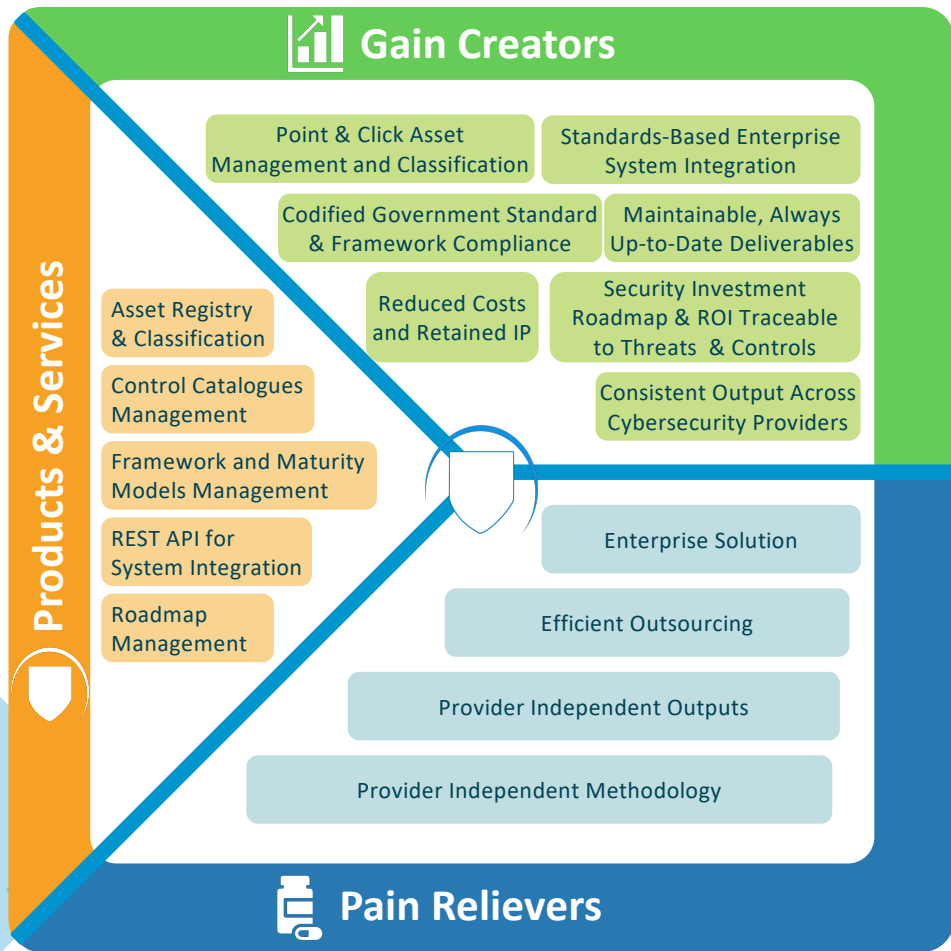 Gain Creators
Point & Click Asset
Management and Classification
Standards-Based Enterprise
System Integration
Codified Government Standard
& Framework Compliance
Maintainable, Always
Up-to-Date Deliverables
Reduced Costs
and Retained IP
Security Investment
Roadmap & ROI Traceable
to Threats & Controls
Consistent Output Across
Cybersecurity Providers
Products & Services
Asset Registry
& Classification
Control Catalogues
Management
Framework and Maturity
Models Management
REST API for
System Integration
Roadmap
Management
Enterprise Solution
Efficient Outsourcing
Provider Independent Outputs
Provider Independent Methodology
Pain Relievers